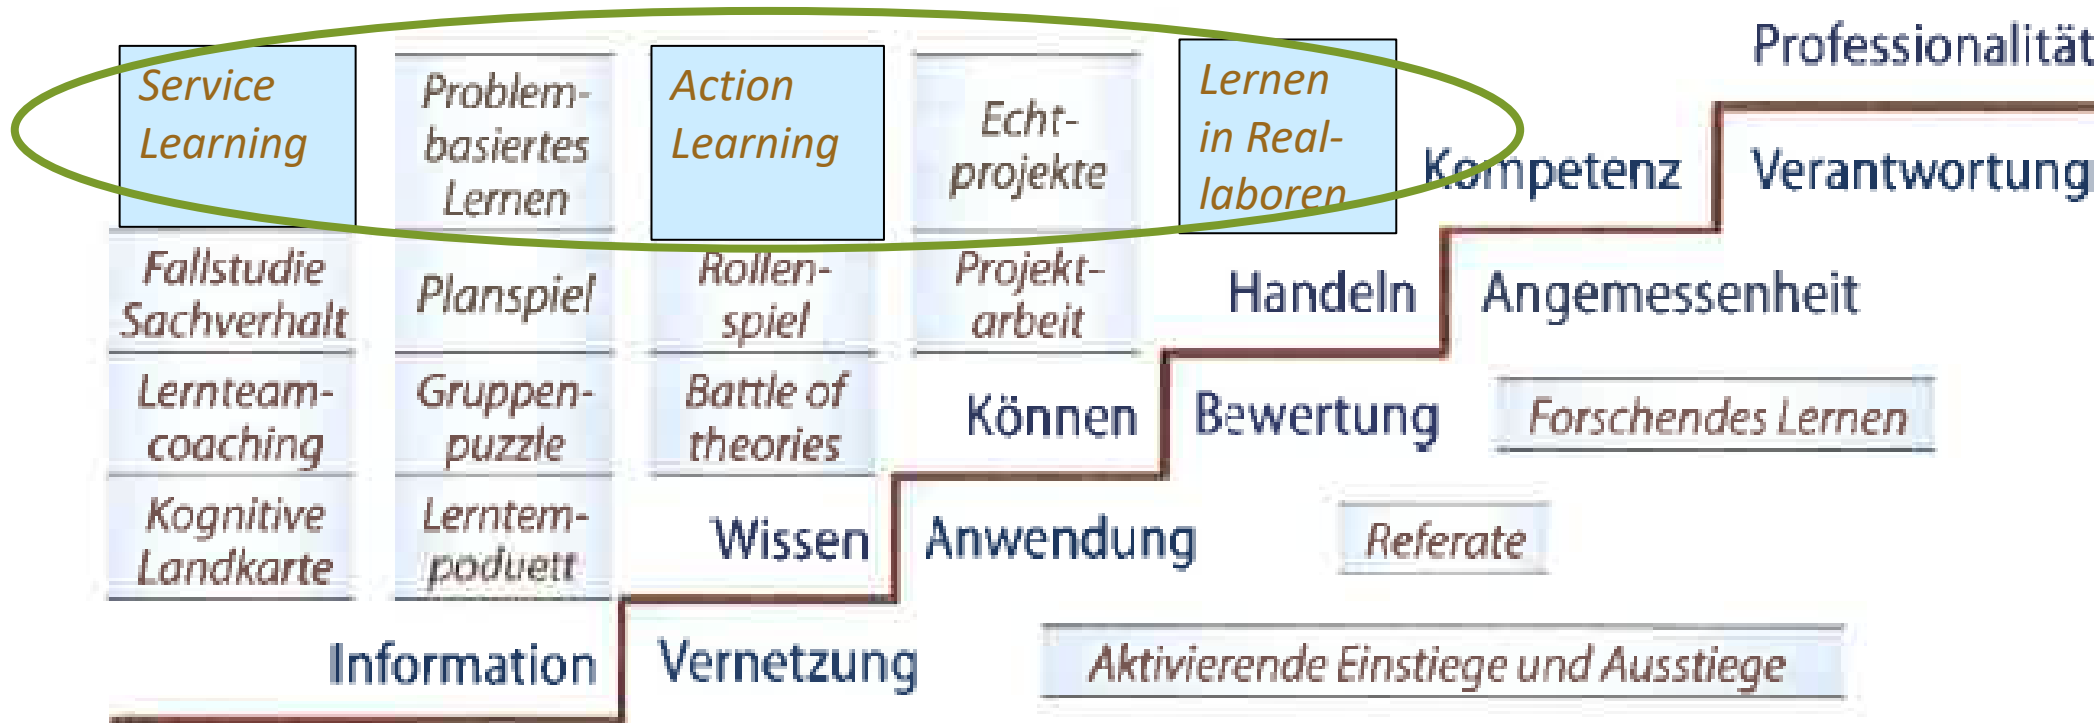 Professionalität
Service
Learning
Problem-
basiertes
Lernen
Action
Learning
Echt-
projekte
Lernen
in Real-
laboren
Kompetenz
Verantwortung
Fallstudie
Sachverhalt
Planspiel
Rollen-
spiel
Projekt-
arbeit
Handeln
Angemessenheit
Lernteam-
coaching
Gruppen-
puzzle
Battle of
theories
Können
Bewertung
Forschendes Lernen
Kognitive
Landkarte
Lerntem-
poduett
Wissen
Anwendung
Referate
Information
Vernetzung
Aktivierende Einstiege und Ausstiege